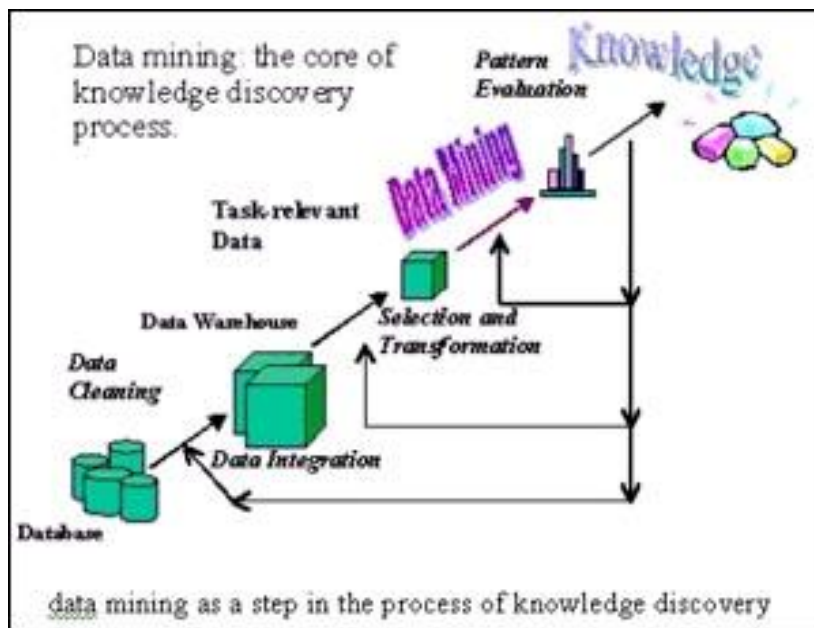 Data mining: the core of
knowledge discovery
process.
Pattern
Evaluation
Knowledge
Data Mining
Task-relevant
Data
Data Warehouse
Selection and
Transformation
Data
Cleaning
Data Integration
Database
data mining as a step in the process of knowledge discovery